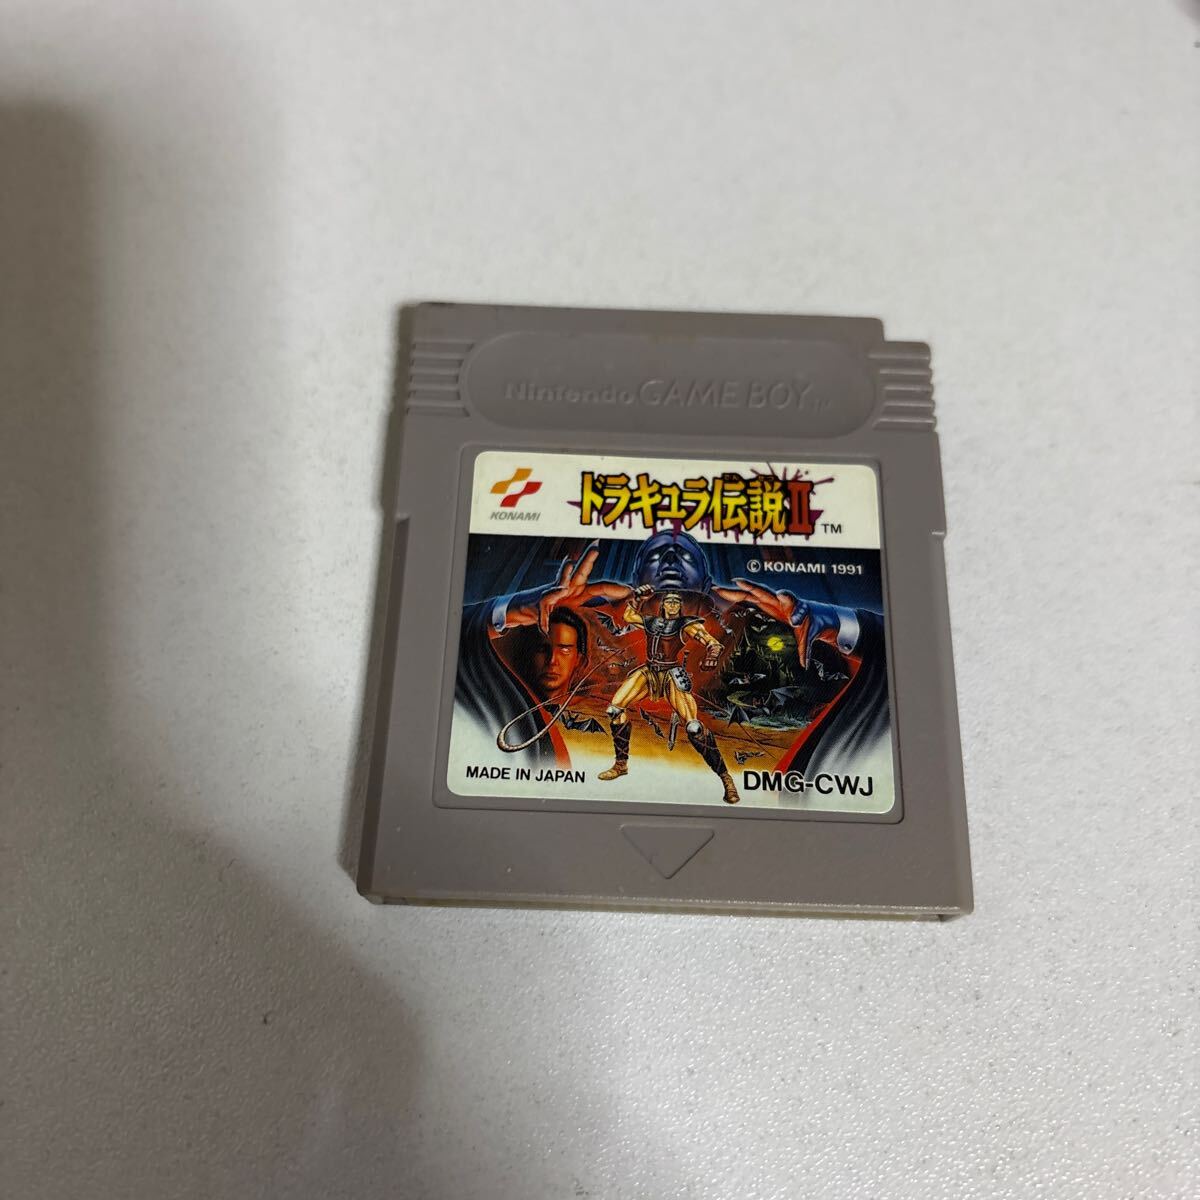 Nintendo GAME BOY TM
KONAMI
ドラキュラ伝説II TM
© KONAMI 1991
MADE IN JAPAN
DMG-CWJ